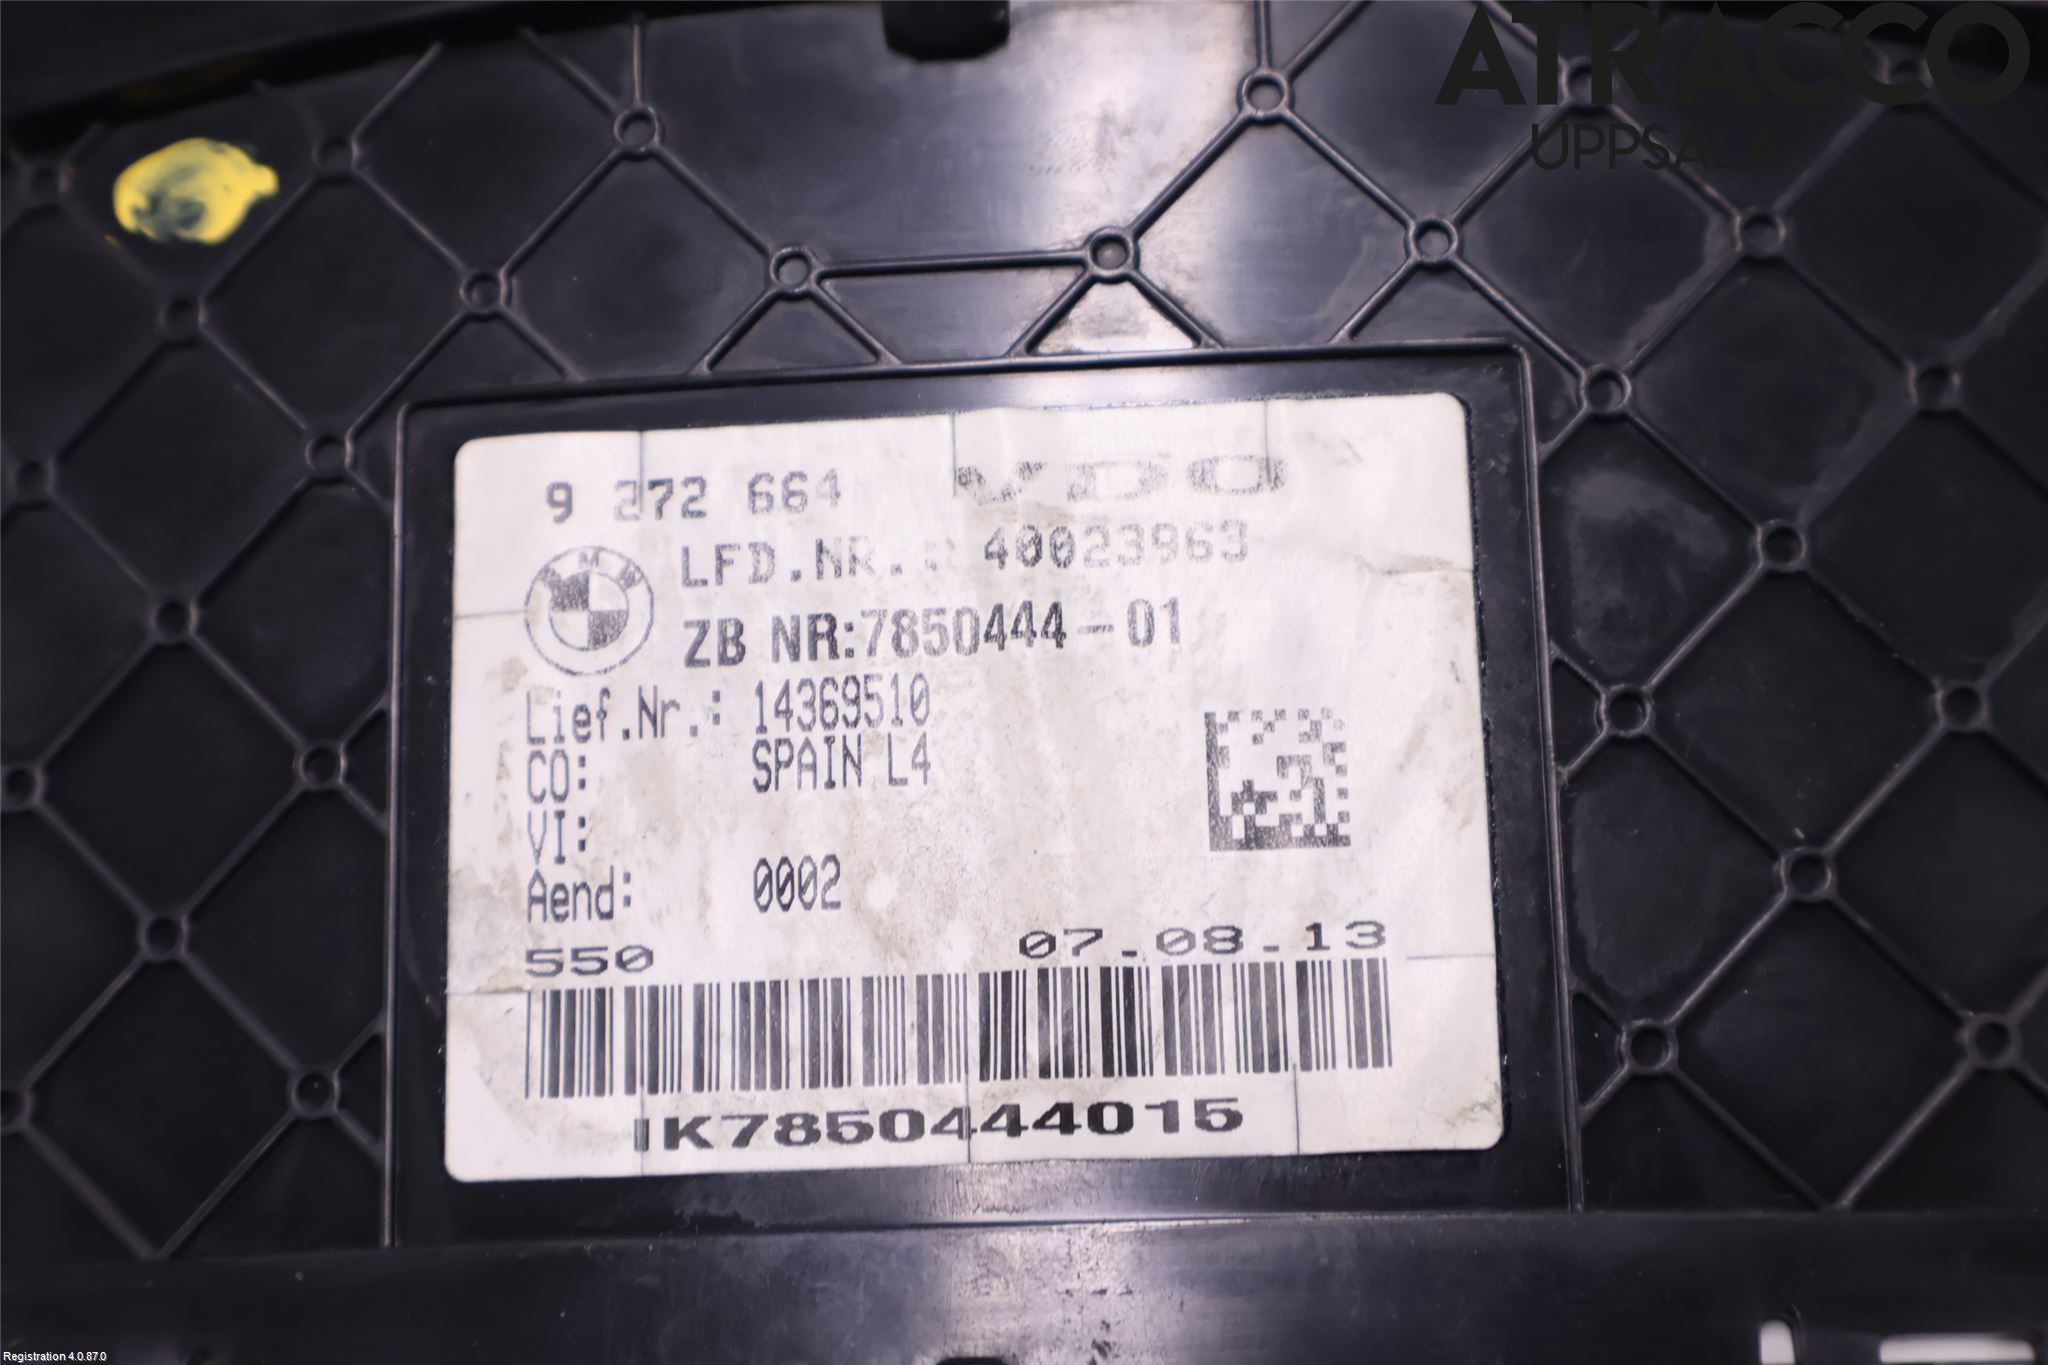 ATRACCO
UPPSALA
9 272 664 VDO
BMW
LFD.NR.: 40023963
ZB NR:7850444-01
Lief.Nr.: 14369510
CO: SPAIN L4
VI:
Aend: 0002
550 07.08.13
IK7850444015
Registration 4.0.87.0